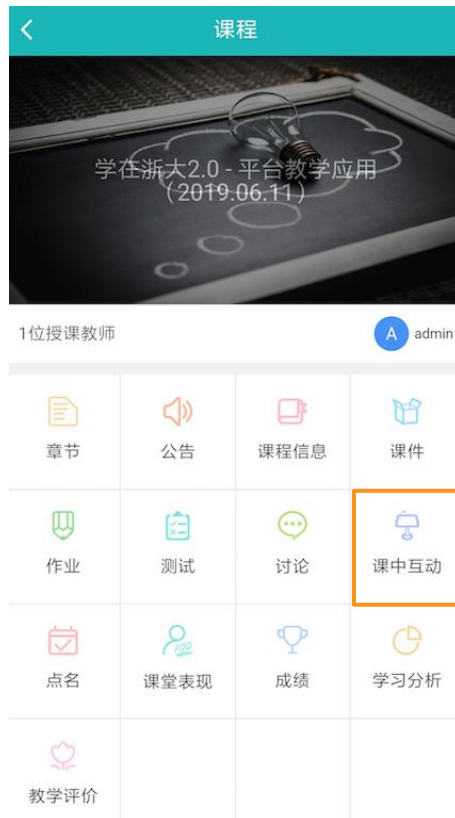 课程
学在浙大2.0 - 平台教学应用
(2019.06.11)
1位授课教师
A admin
章节 公告 课程信息 课件
作业 测试 讨论 课中互动
100
点名 课堂表现 成绩 学习分析
教学评价